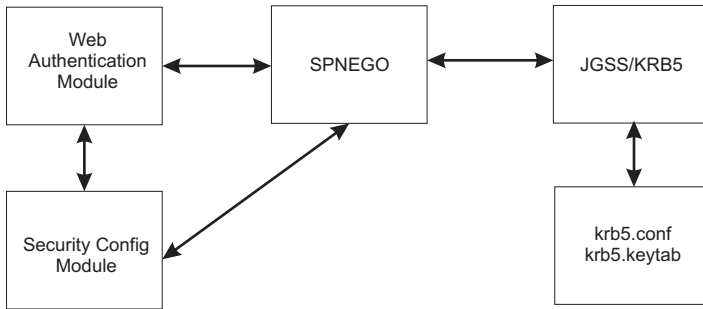 Web
Authentication
Module
SPNEGO
JGSS/KRB5
Security Config
Module
krb5.conf
krb5.keytab